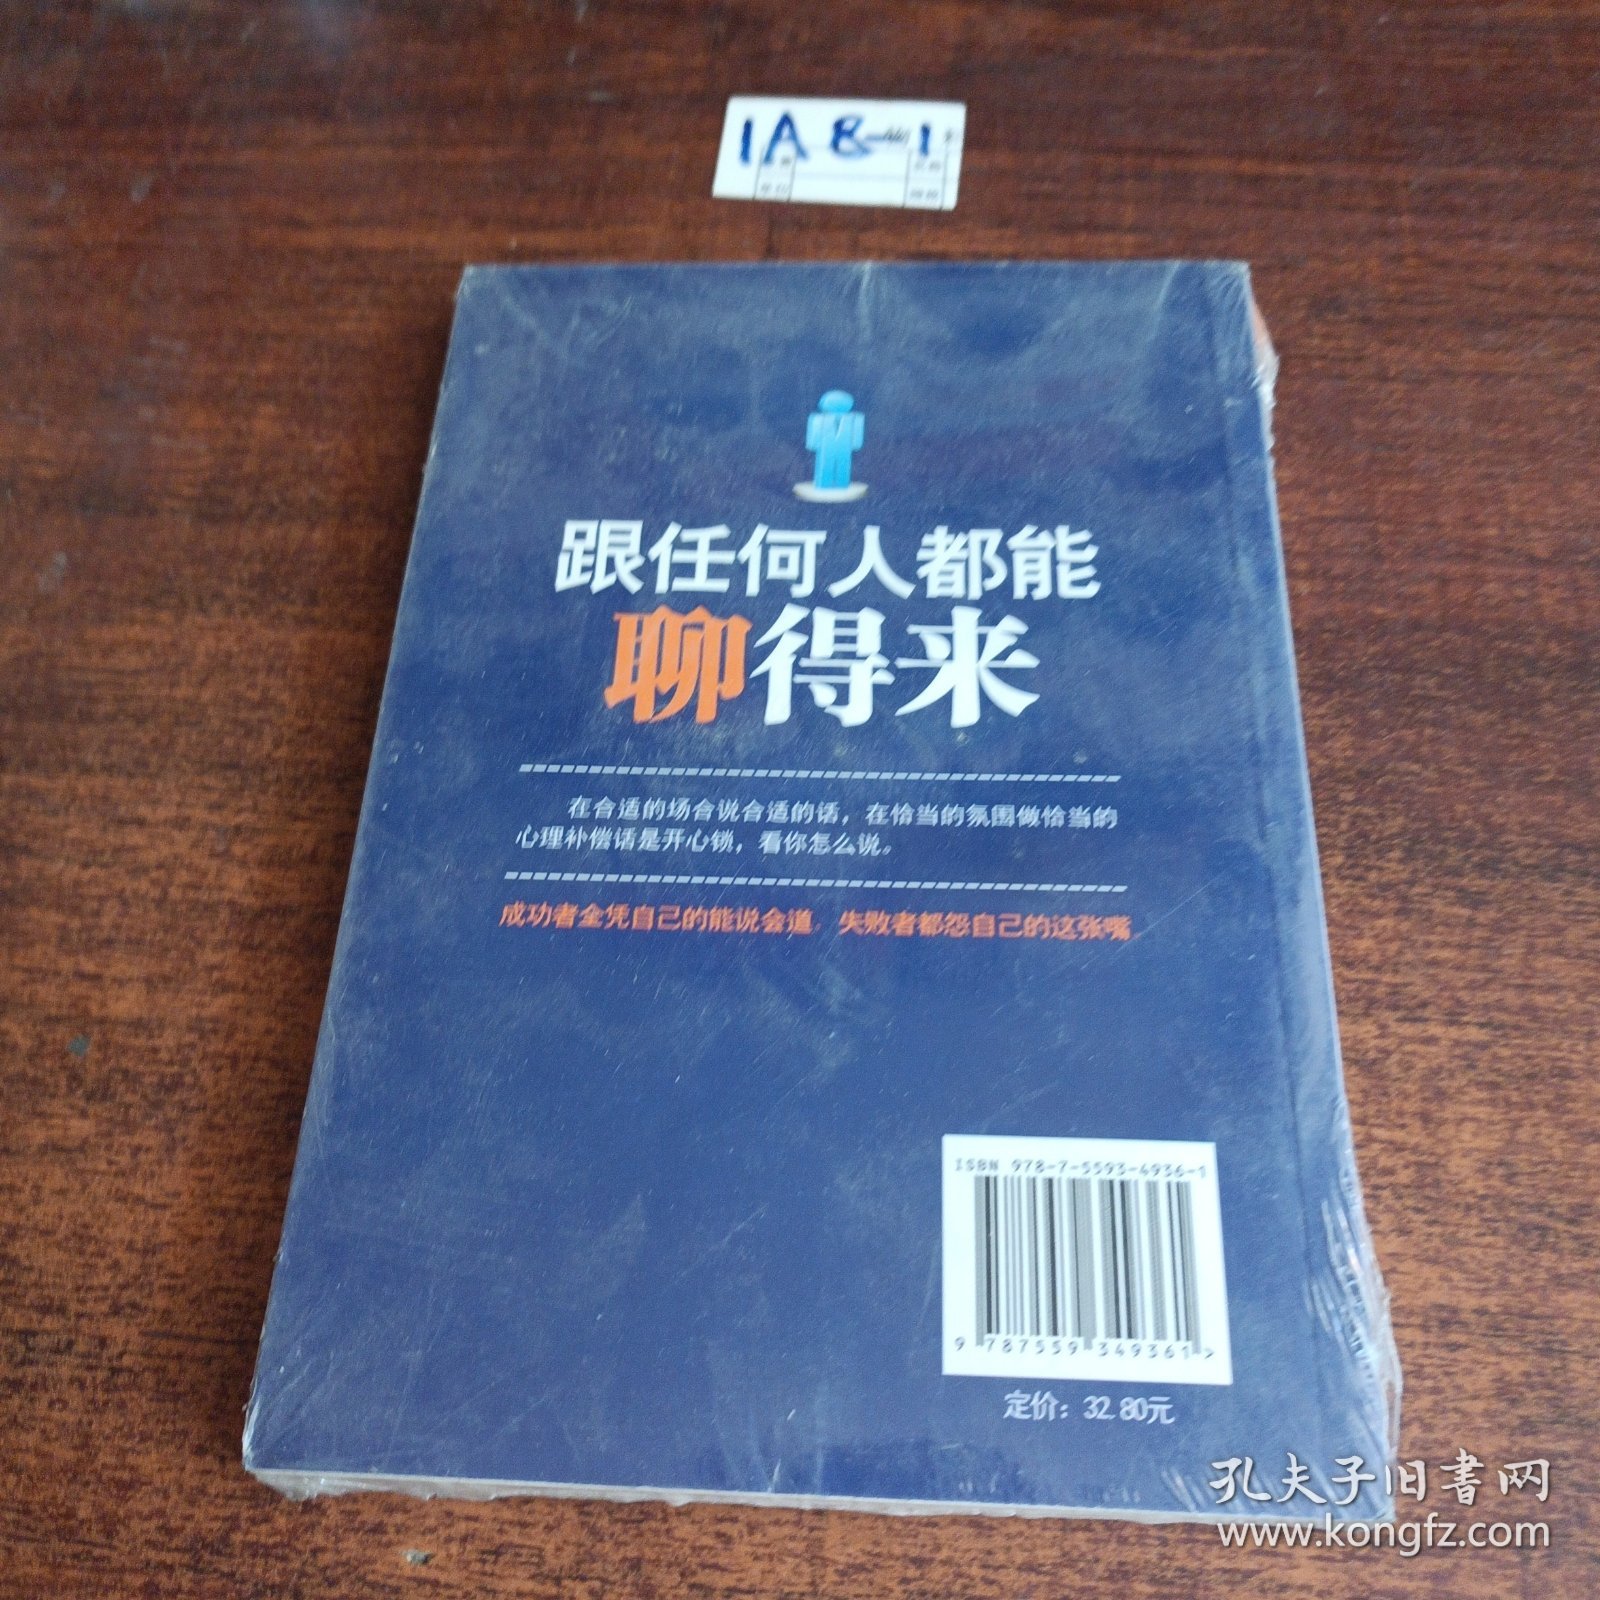 1A8-1
跟任何人都能
聊得来
在合适的场合说合适的话，在恰当的氛围做恰当的
心理补偿话是开心锁，看你怎么说。
成功者全凭自己的能说会道，失败者都怨自己的这张嘴。
ISBN 978-7-5593-4936-1
9 787559 349361 >
定价：32.80元
孔夫子旧书网
www.kongfz.com